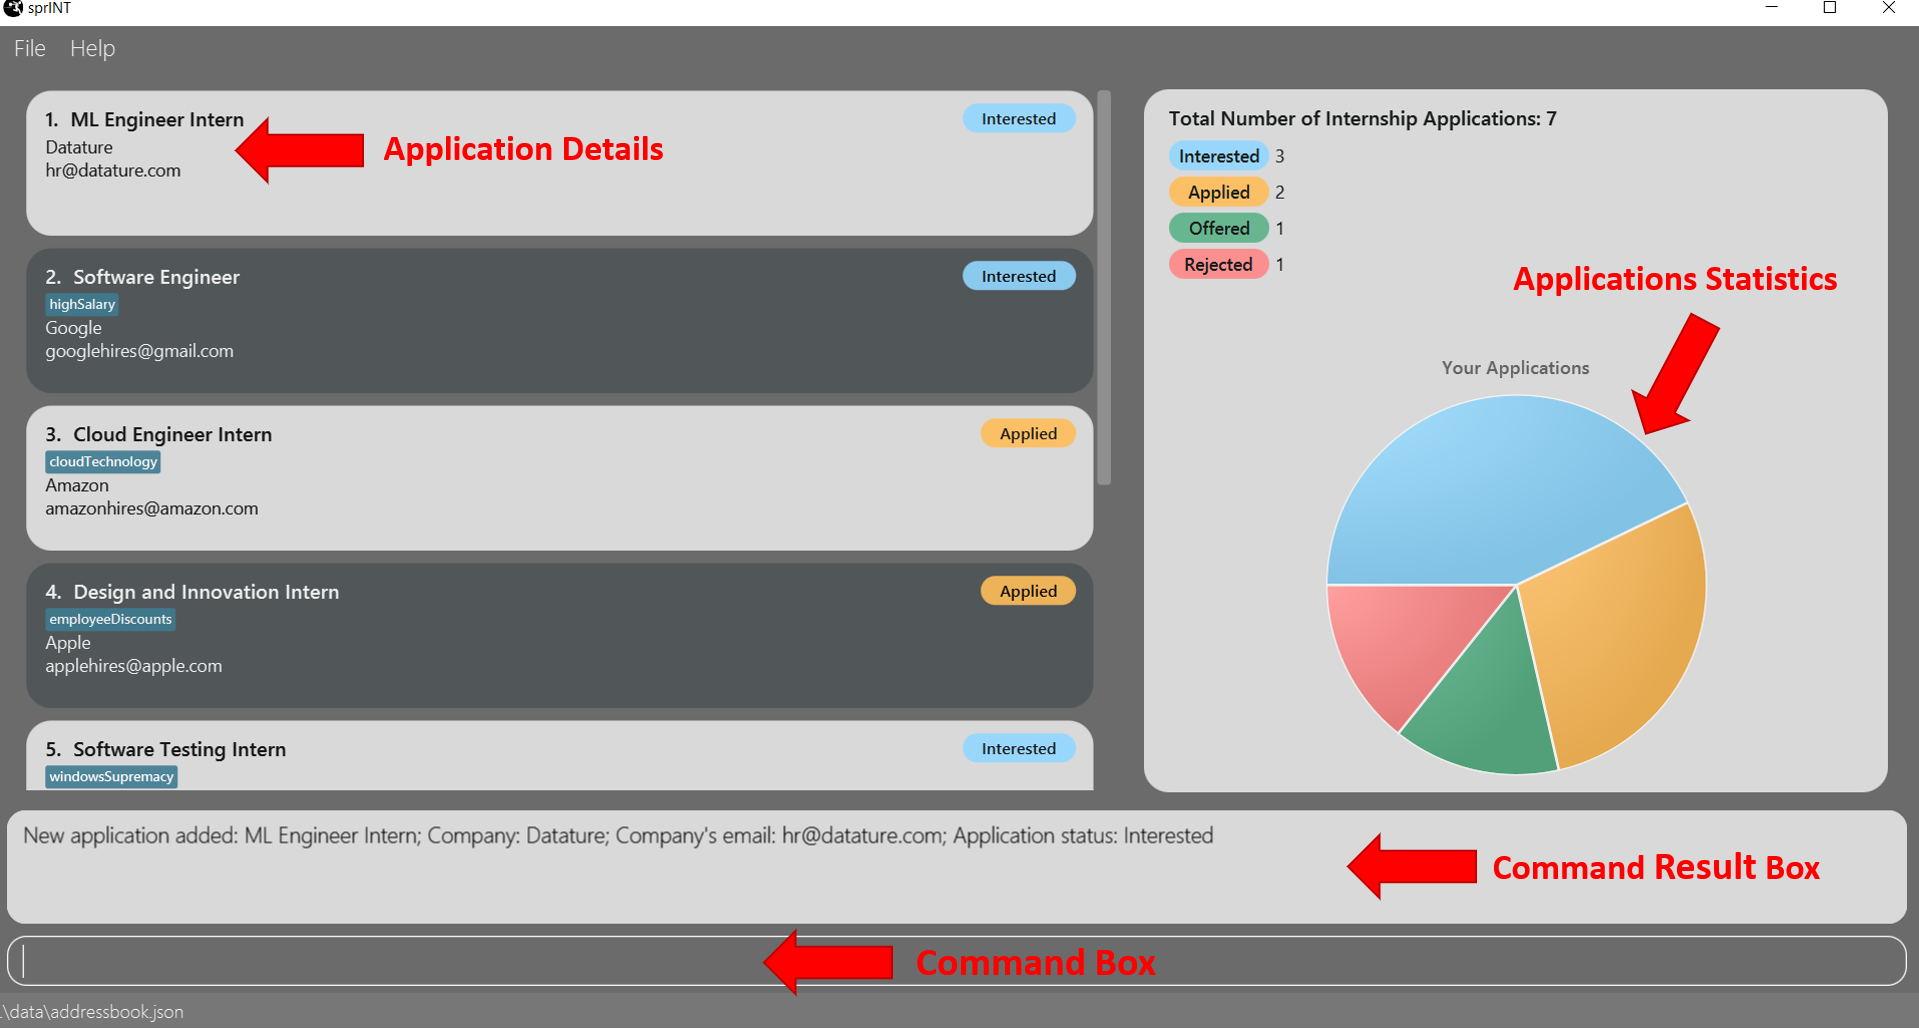 sprINT
File Help
1. ML Engineer Intern
Interested
Datature
hr@datature.com
Application Details
2. Software Engineer
Interested
highSalary
Google
googlehires@gmail.com
3. Cloud Engineer Intern
Applied
cloudTechnology
Amazon
amazonhires@amazon.com
4. Design and Innovation Intern
Applied
employeeDiscounts
Apple
applehires@apple.com
5. Software Testing Intern
Interested
windowsSupremacy
Total Number of Internship Applications: 7
Interested 3
Applied 2
Offered 1
Rejected 1
Applications Statistics
Your Applications
New application added: ML Engineer Intern; Company: Datature; Company's email: hr@datature.com; Application status: Interested
Command Result Box
Command Box
.\data\addressbook.json